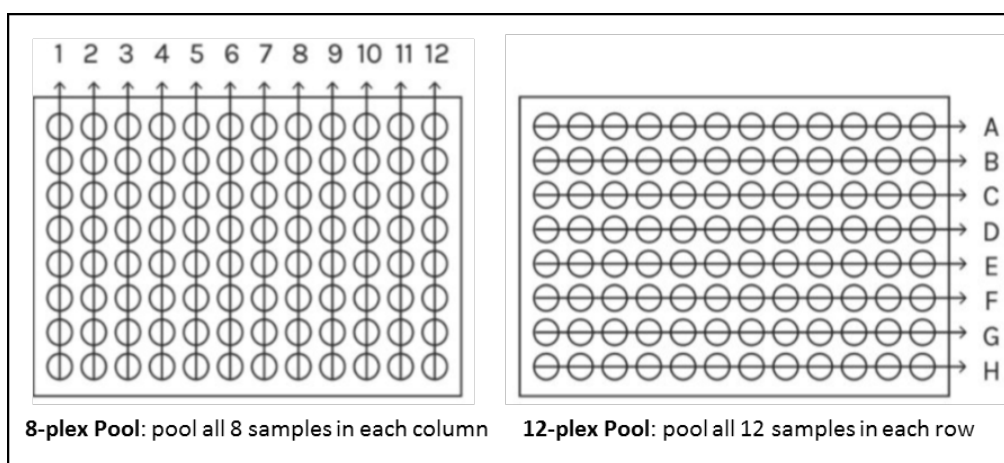 1 2 3 4 5 6 7 8 9 10 11 12
A
B
C
D
E
F
G
H
8-plex Pool: pool all 8 samples in each column
12-plex Pool: pool all 12 samples in each row